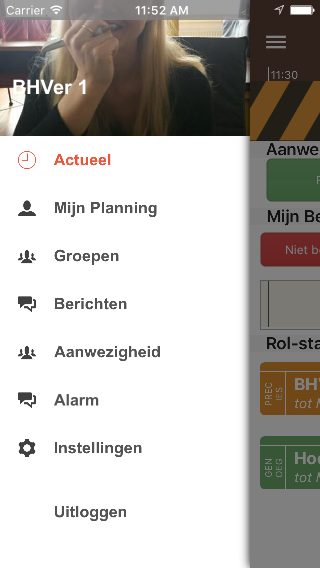 Carrier 11:52 AM
BHVer 1
11:30
Actueel
Mijn Planning
Groepen
Berichten
Aanwezigheid
Alarm
Instellingen
Uitloggen
Aanwe
Mijn Be
Niet b
Rol-sta
PREC
IES
BH
tot
GEN
OEG
Ho
tot